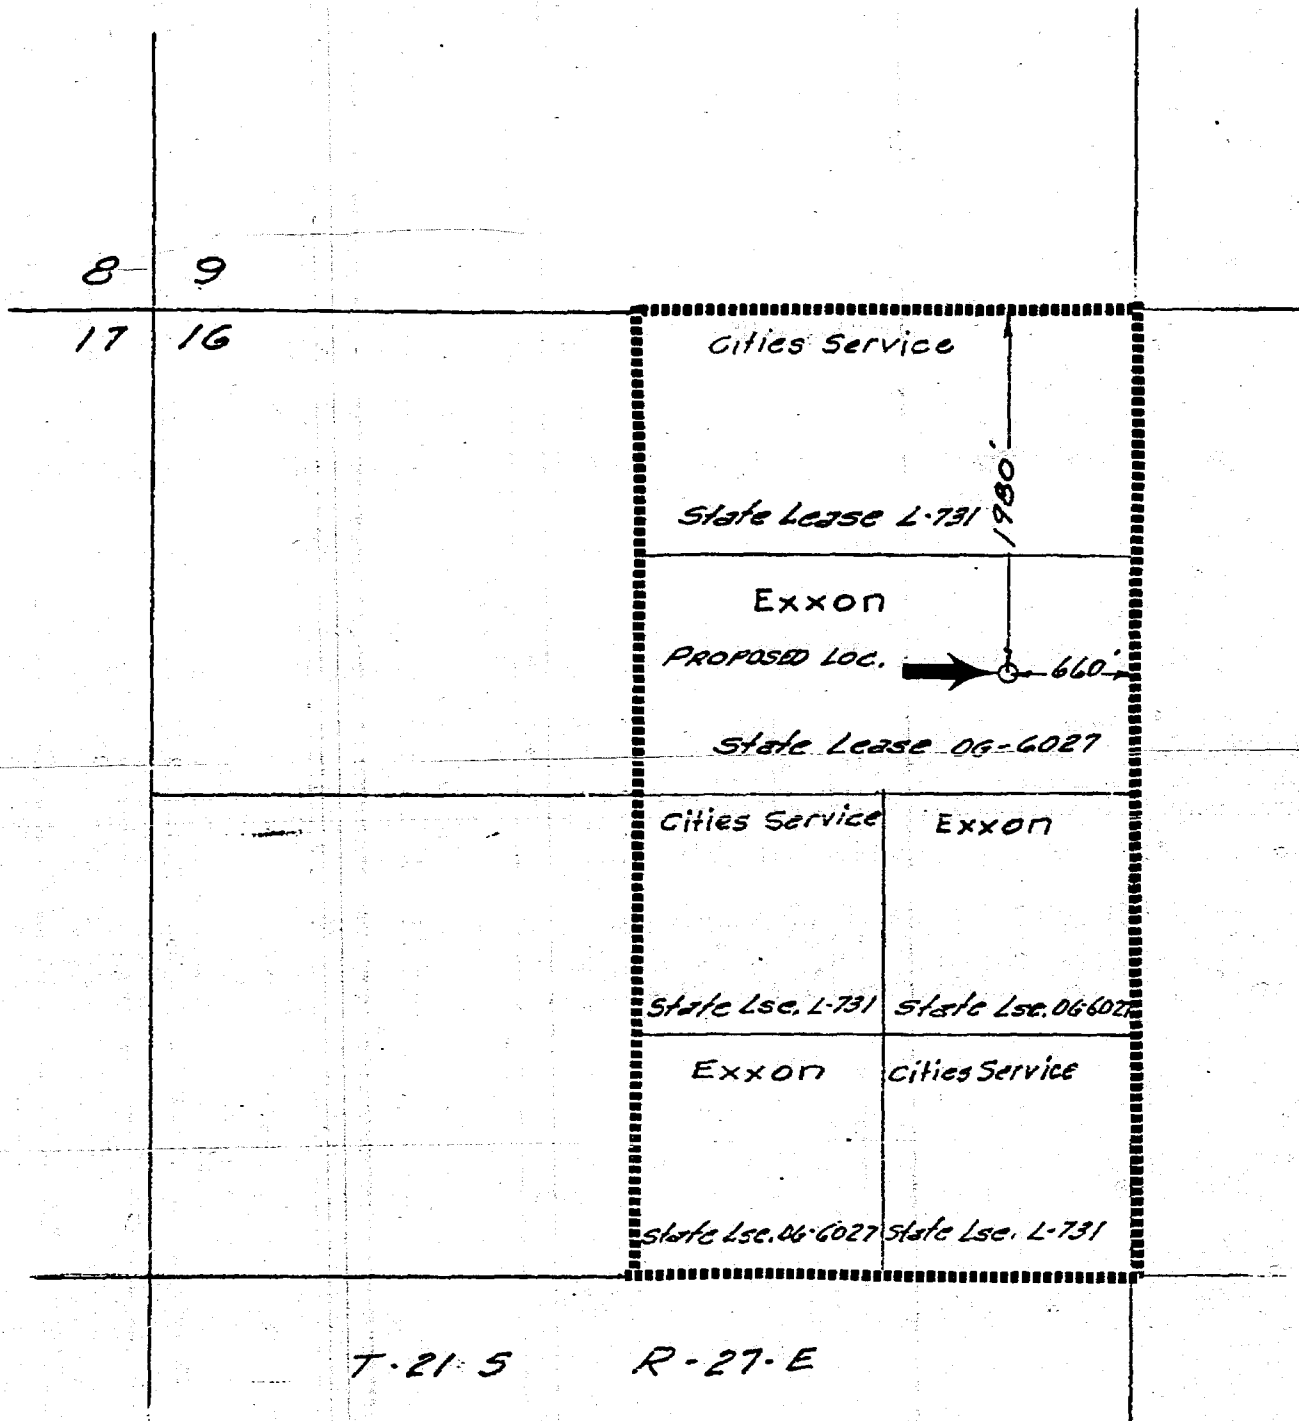 8 9
17 16
Cities Service
1980'
State Lease L-731
Exxon
PROPOSED LOC.
660'
State Lease OG-6027
Cities Service
Exxon
State Lse. L-731
State Lse. OG-6027
Exxon
Cities Service
State Lse. OG-6027
State Lse. L-731
T-21-S R-27-E